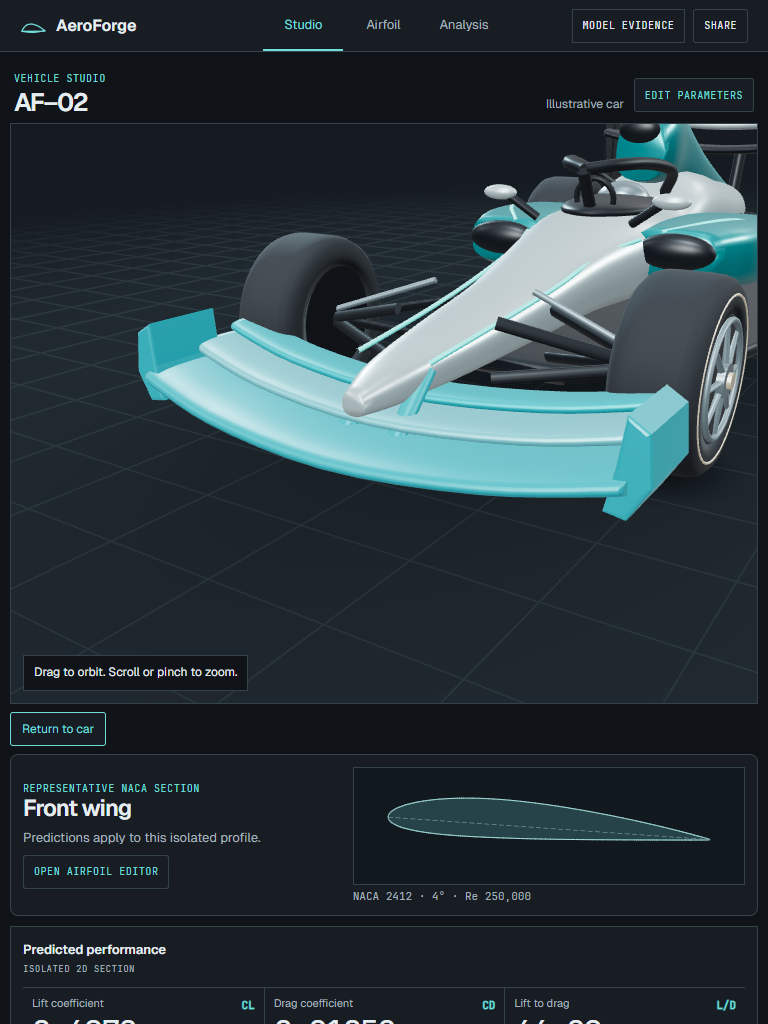 AeroForge
Studio
Airfoil
Analysis
MODEL EVIDENCE
SHARE
VEHICLE STUDIO
AF–02
Illustrative car
EDIT PARAMETERS
Drag to orbit. Scroll or pinch to zoom.
Return to car
REPRESENTATIVE NACA SECTION
Front wing
Predictions apply to this isolated profile.
OPEN AIRFOIL EDITOR
NACA 2412 · 4° · Re 250,000
Predicted performance
ISOLATED 2D SECTION
Lift coefficient CL
Drag coefficient CD
Lift to drag L/D